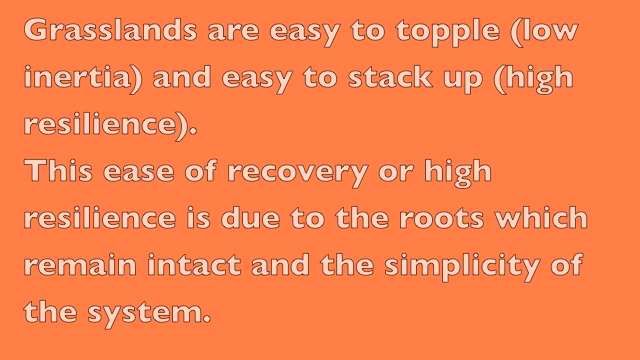 Grasslands are easy to topple (low
inertia) and easy to stack up (high
resilience).
This ease of recovery or high
resilience is due to the roots which
remain intact and the simplicity of
the system.